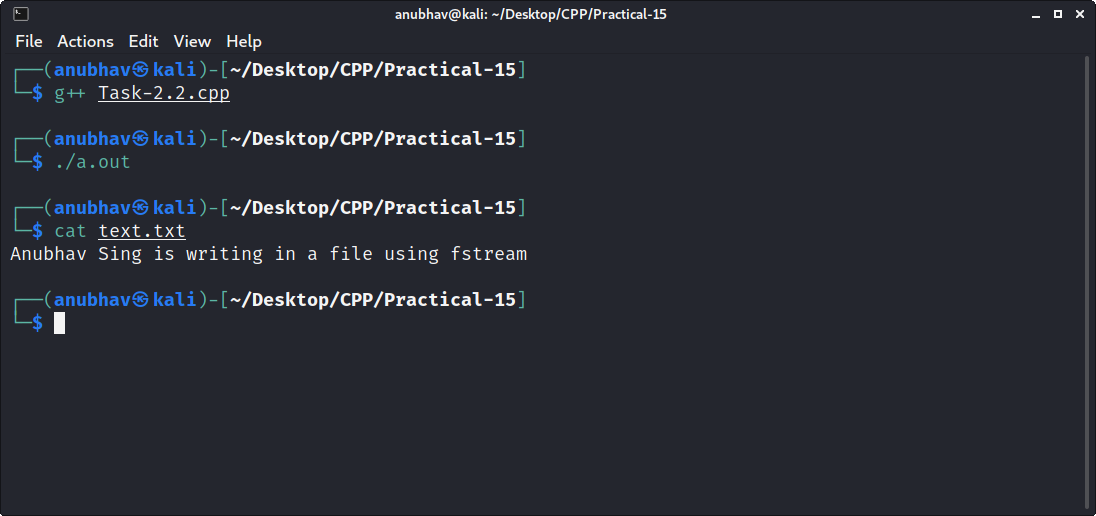 anubhav@kali: ~/Desktop/CPP/Practical-15
File Actions Edit View Help
┌──(anubhav㉿kali)-[~/Desktop/CPP/Practical-15]
└─$ g++ Task-2.2.cpp
┌──(anubhav㉿kali)-[~/Desktop/CPP/Practical-15]
└─$ ./a.out
┌──(anubhav㉿kali)-[~/Desktop/CPP/Practical-15]
└─$ cat text.txt
Anubhav Sing is writing in a file using fstream
┌──(anubhav㉿kali)-[~/Desktop/CPP/Practical-15]
└─$